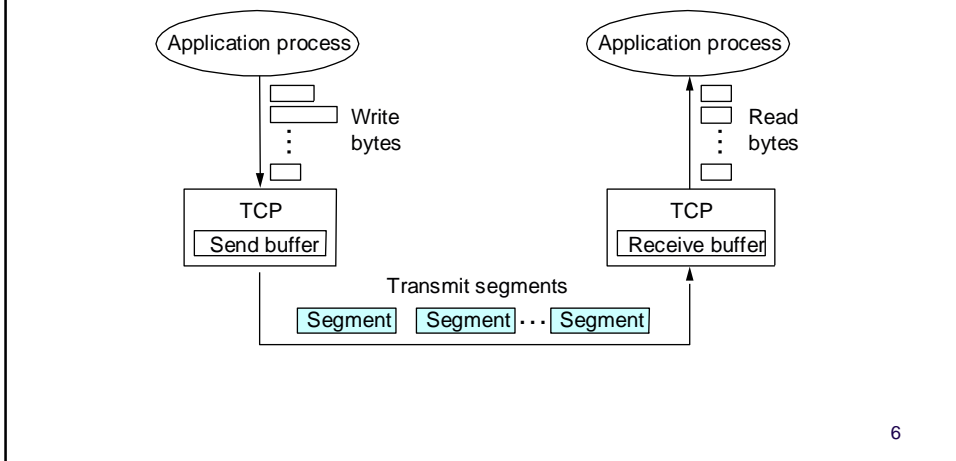 Application process
Application process
Write
bytes
Read
bytes
TCP
TCP
Send buffer
Receive buffer
Transmit segments
Segment Segment ... Segment
6